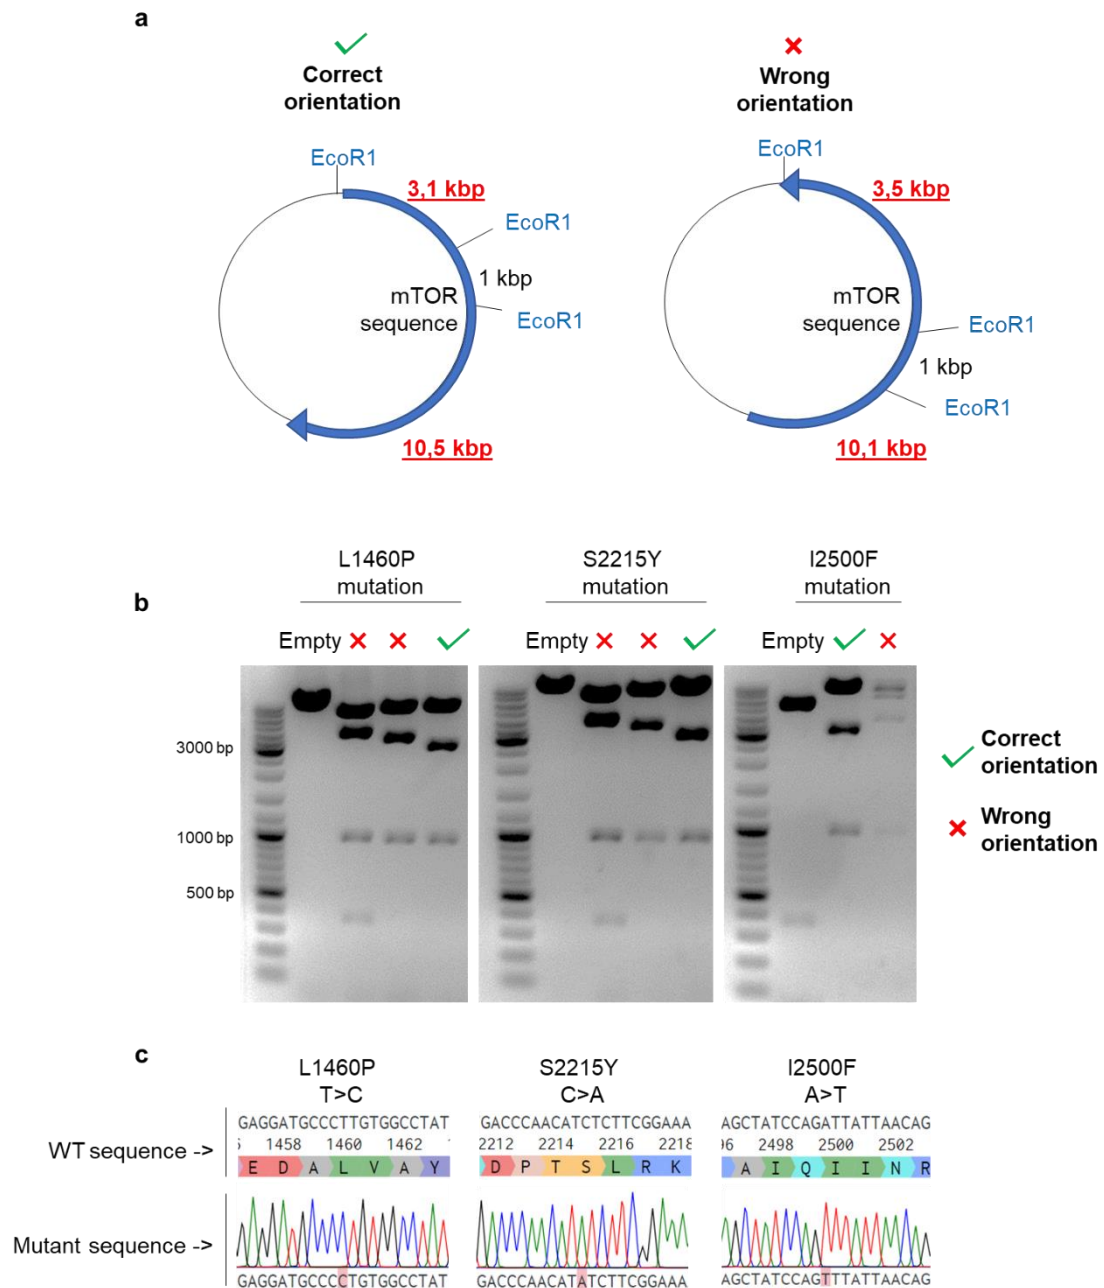 a
Correct
orientation
Wrong
orientation
EcoR1
3,1 kbp
EcoR1
1 kbp
mTOR
sequence
EcoR1
10,5 kbp
EcoR1
3,5 kbp
mTOR
sequence
EcoR1
1 kbp
EcoR1
10,1 kbp
b
L1460P
mutation
S2215Y
mutation
I2500F
mutation
Empty
Empty
Empty
3000 bp
1000 bp
500 bp
Correct
orientation
Wrong
orientation
c
L1460P
T>C
S2215Y
C>A
I2500F
A>T
WT sequence ->
GAGGATGCCCTTGTGGCCTAT
1458 1460 1462
E D A L V A Y
GACCCAACATCTCTTCGGAAA
2212 2214 2216 2218
D P T S L R K
AGCTATCCAGATTATTAACAG
96 2498 2500 2502
A I Q I I N R
Mutant sequence ->
GAGGATGCCCCTGTGGCCTAT
GACCCAACATATCTTCGGAAA
AGCTATCCAGTTTATTAACAG